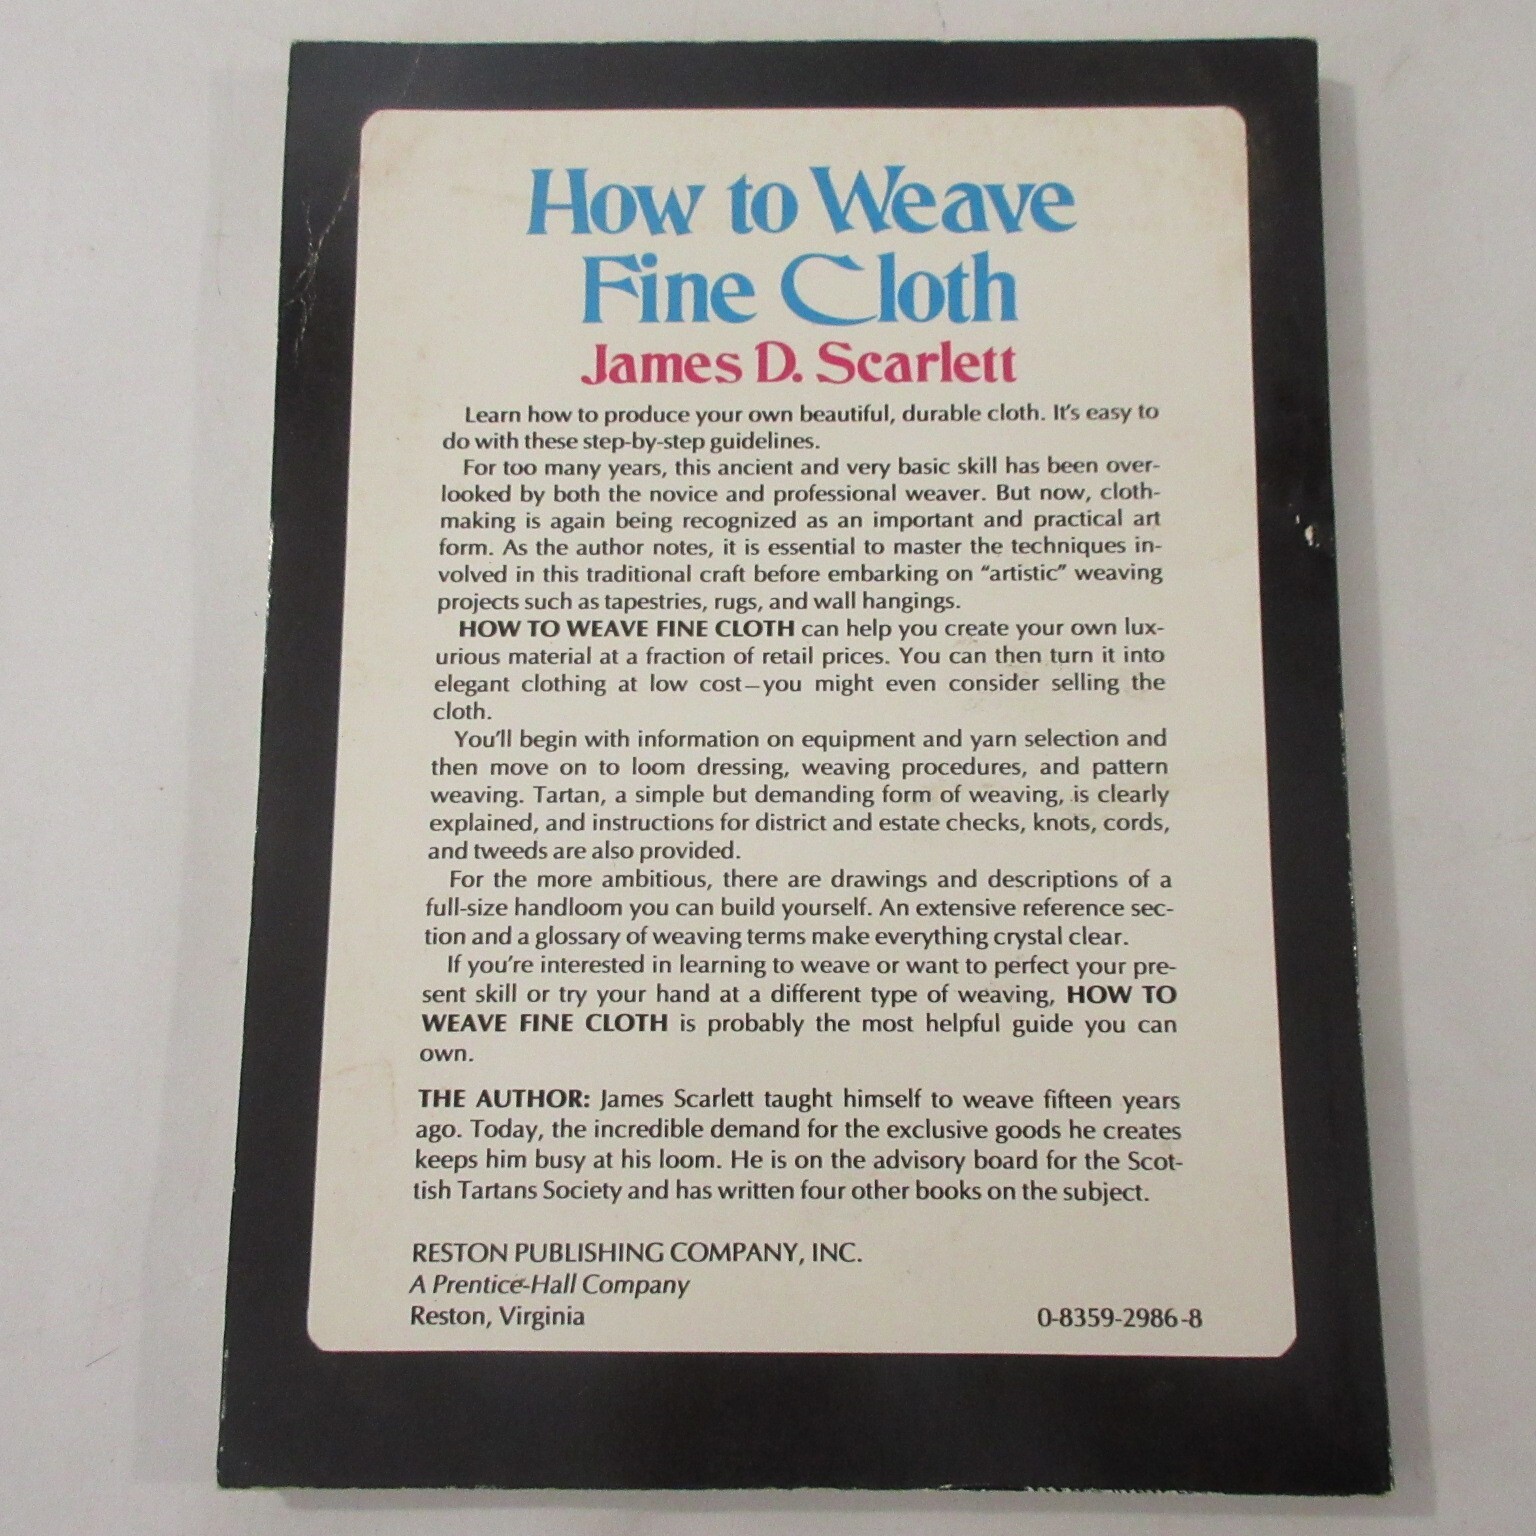 How to Weave
Fine Cloth
James D. Scarlett
Learn how to produce your own beautiful, durable cloth. It's easy to
do with these step-by-step guidelines.
For too many years, this ancient and very basic skill has been over-
looked by both the novice and professional weaver. But now, cloth-
making is again being recognized as an important and practical art
form. As the author notes, it is essential to master the techniques in-
volved in this traditional craft before embarking on “artistic” weaving
projects such as tapestries, rugs, and wall hangings.
HOW TO WEAVE FINE CLOTH can help you create your own lux-
urious material at a fraction of retail prices. You can then turn it into
elegant clothing at low cost—you might even consider selling the
cloth.
You'll begin with information on equipment and yarn selection and
then move on to loom dressing, weaving procedures, and pattern
weaving. Tartan, a simple but demanding form of weaving, is clearly
explained, and instructions for district and estate checks, knots, cords,
and tweeds are also provided.
For the more ambitious, there are drawings and descriptions of a
full-size handloom you can build yourself. An extensive reference sec-
tion and a glossary of weaving terms make everything crystal clear.
If you're interested in learning to weave or want to perfect your pre-
sent skill or try your hand at a different type of weaving, HOW TO
WEAVE FINE CLOTH is probably the most helpful guide you can
own.
THE AUTHOR: James Scarlett taught himself to weave fifteen years
ago. Today, the incredible demand for the exclusive goods he creates
keeps him busy at his loom. He is on the advisory board for the Scot-
tish Tartans Society and has written four other books on the subject.
RESTON PUBLISHING COMPANY, INC.
A Prentice-Hall Company
Reston, Virginia 0-8359-2986-8